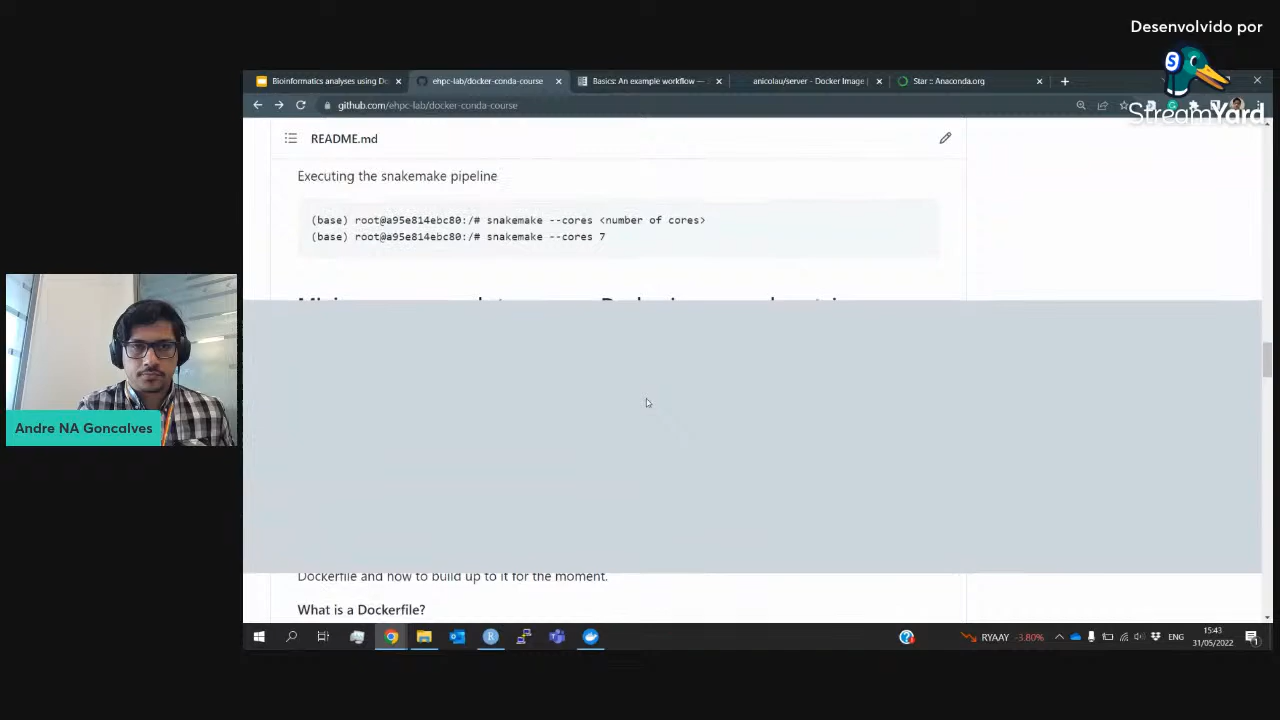 Desenvolvido por
StreamYard
Bioinformatics analyses using Do
ehpc-lab/docker-conda-course
Basics: An example workflow —
anicolau/server - Docker Image |
Star :: Anaconda.org
github.com/ehpc-lab/docker-conda-course
README.md
Executing the snakemake pipeline
(base) root@a95e814ebc80:/# snakemake --cores <number of cores>
(base) root@a95e814ebc80:/# snakemake --cores 7
Dockerfile and how to build up to it for the moment.
What is a Dockerfile?
Andre NA Goncalves
RYAAY -3.80%
ENG
15:43
31/05/2022